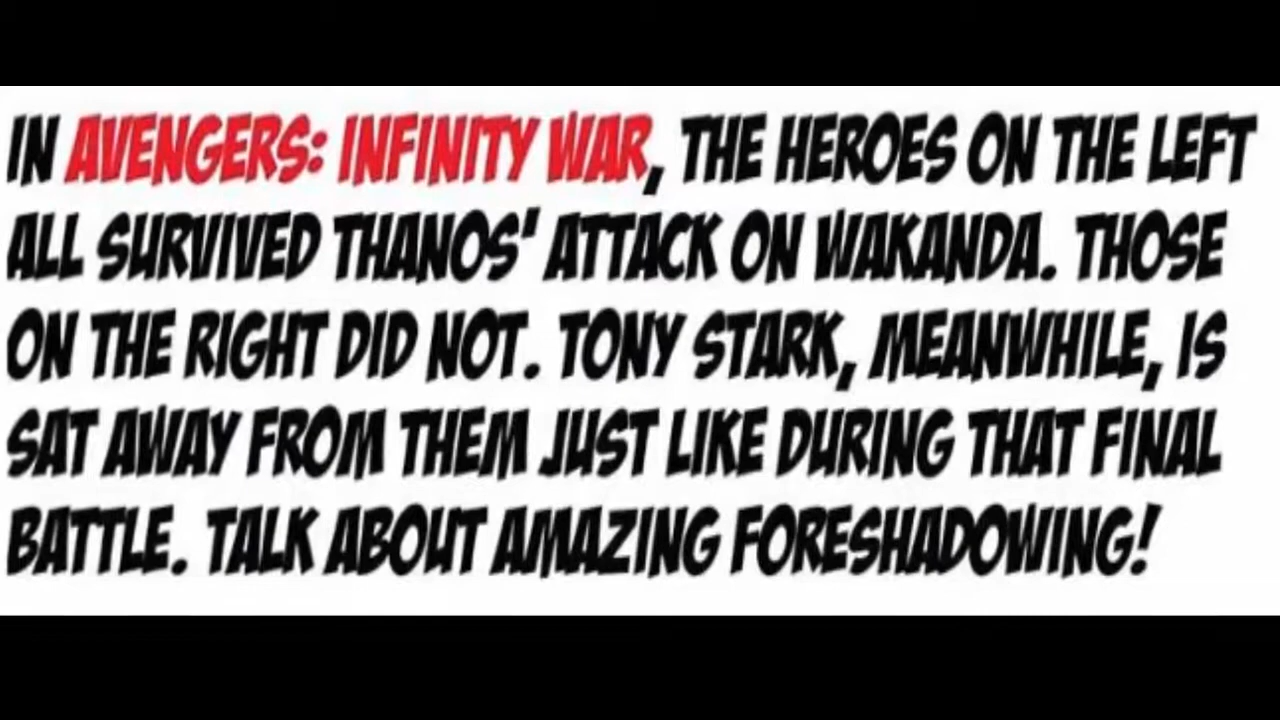 IN AVENGERS: INFINITY WAR, THE HEROES ON THE LEFT
ALL SURVIVED THANOS' ATTACK ON WAKANDA. THOSE
ON THE RIGHT DID NOT. TONY STARK, MEANWHILE, IS
SAT AWAY FROM THEM JUST LIKE DURING THAT FINAL
BATTLE. TALK ABOUT AMAZING FORESHADOWING!